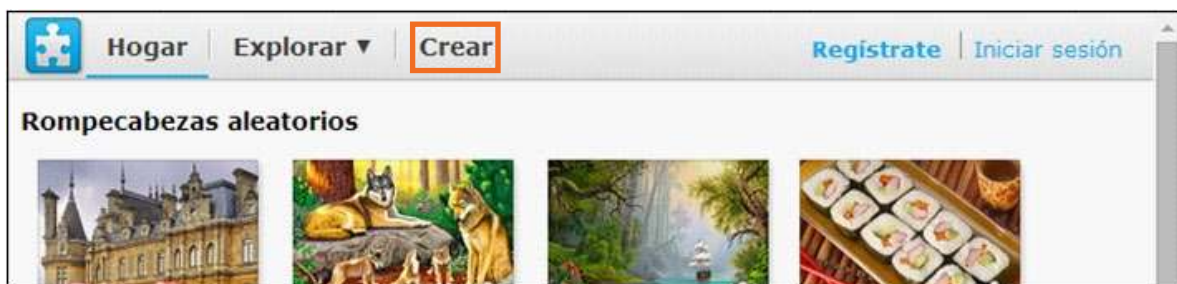 Hogar Explorar ▼ Crear Regístrate Iniciar sesión
Rompecabezas aleatorios